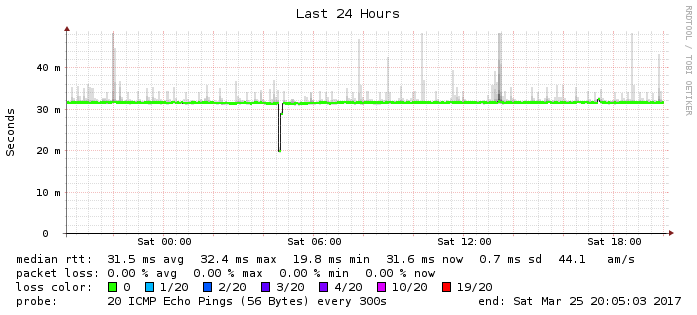 Last 24 Hours
RRDTOOL / TOBI OETIKER
Seconds
40 m
30 m
20 m
10 m
0
Sat 00:00 Sat 06:00 Sat 12:00 Sat 18:00
median rtt: 31.5 ms avg 32.4 ms max 19.8 ms min 31.6 ms now 0.7 ms sd 44.1 am/s
packet loss: 0.00 % avg 0.00 % max 0.00 % min 0.00 % now
loss color: 0 1/20 2/20 3/20 4/20 10/20 19/20
probe: 20 ICMP Echo Pings (56 Bytes) every 300s end: Sat Mar 25 20:05:03 2017